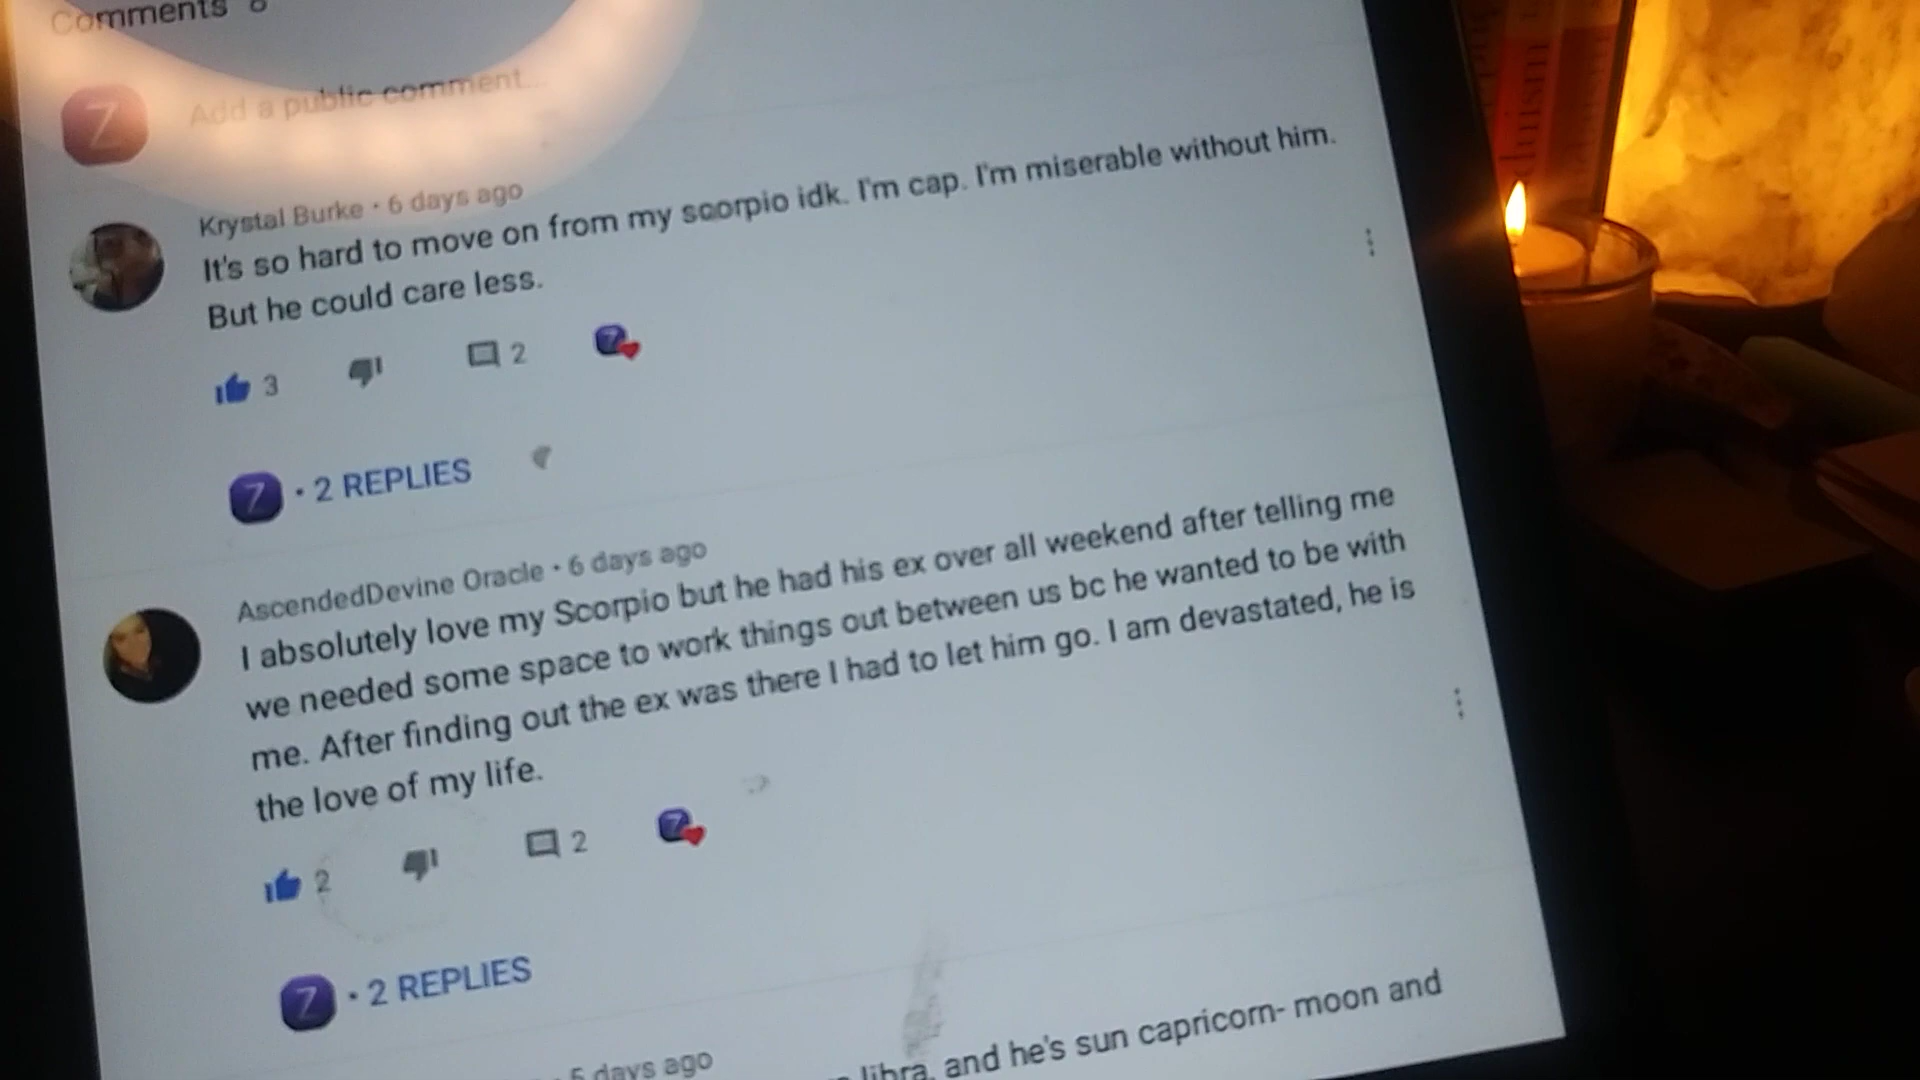 Comments 8
Z
Add a public comment...
Krystal Burke • 6 days ago
It's so hard to move on from my scorpio idk. I'm cap. I'm miserable without him.
But he could care less.
3 2 Z
Z • 2 REPLIES
AscendedDevine Oracle • 6 days ago
I absolutely love my Scorpio but he had his ex over all weekend after telling me
we needed some space to work things out between us bc he wanted to be with
me. After finding out the ex was there I had to let him go. I am devastated, he is
the love of my life.
2 2 Z
Z • 2 REPLIES
5 days ago
libra, and he's sun capricorn- moon and